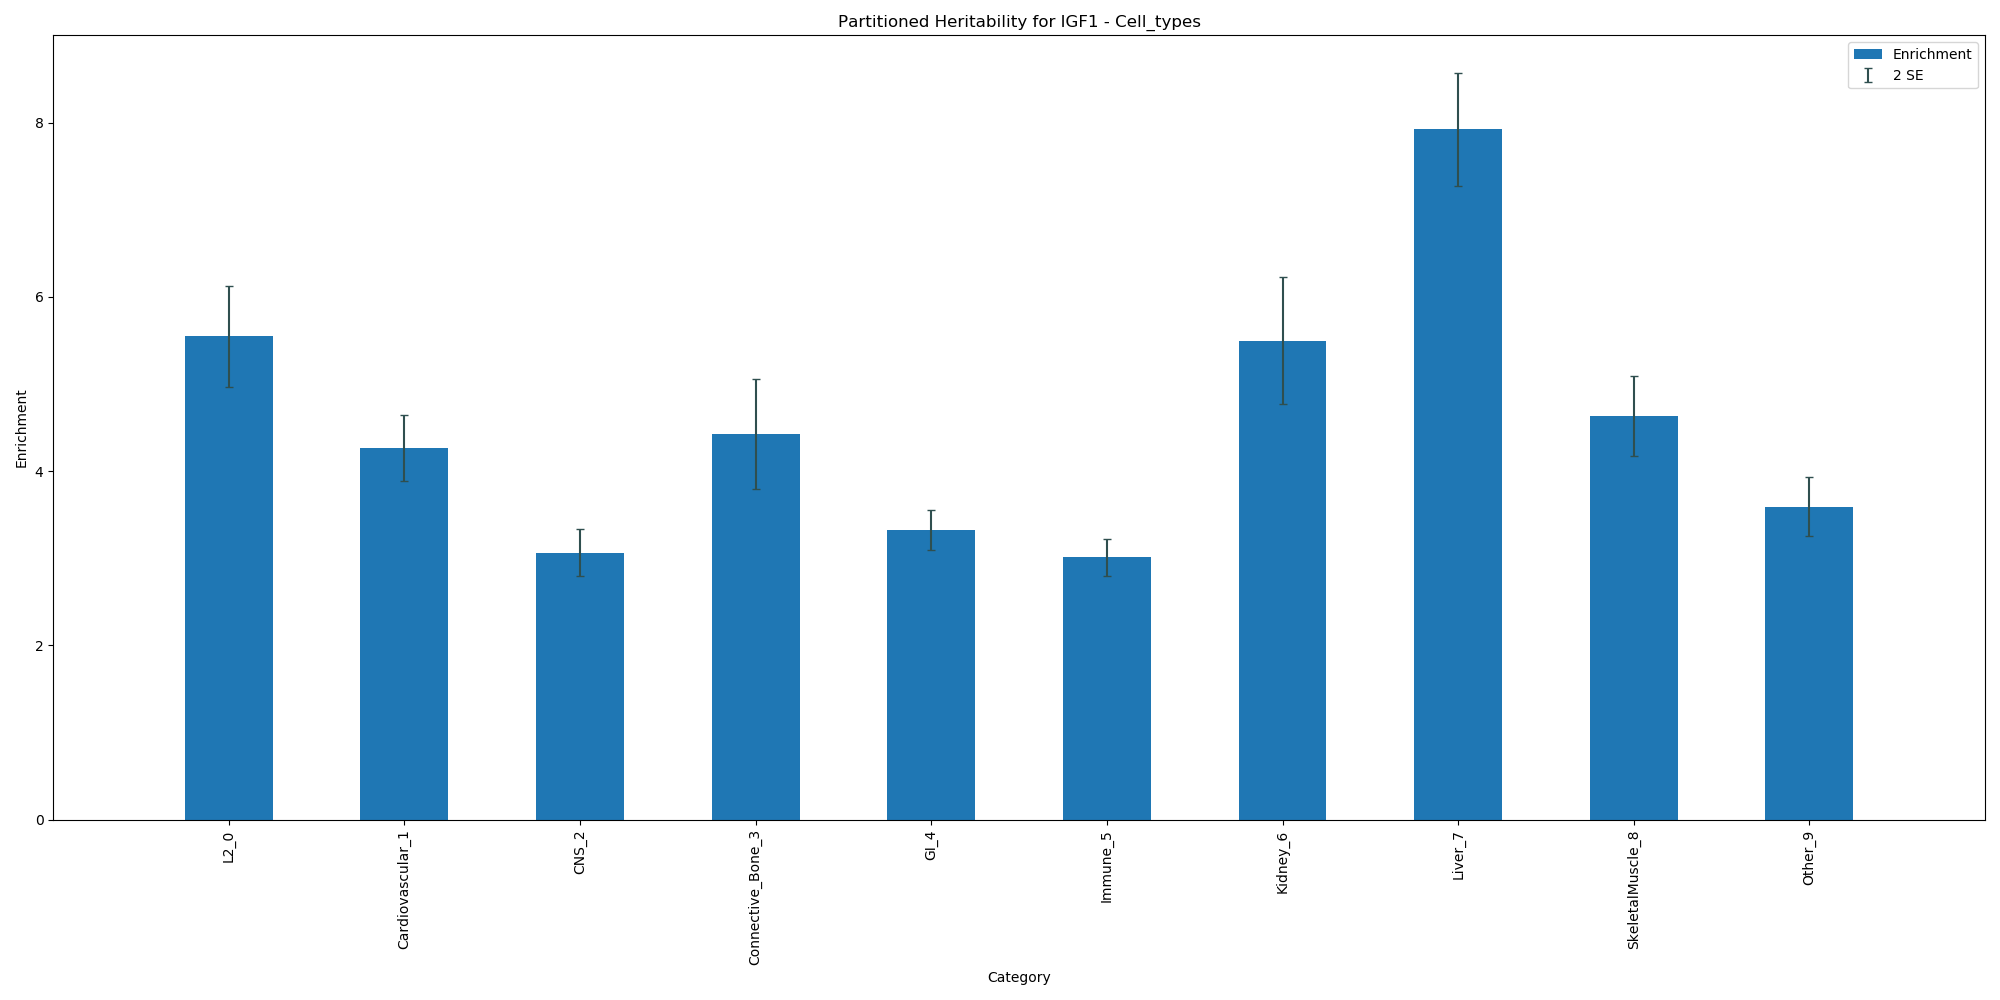 Partitioned Heritability for IGF1 - Cell_types
Enrichment
2 SE
Enrichment
8
6
4
2
0
L2_0
Cardiovascular_1
CNS_2
Connective_Bone_3
GI_4
Immune_5
Kidney_6
Liver_7
SkeletalMuscle_8
Other_9
Category